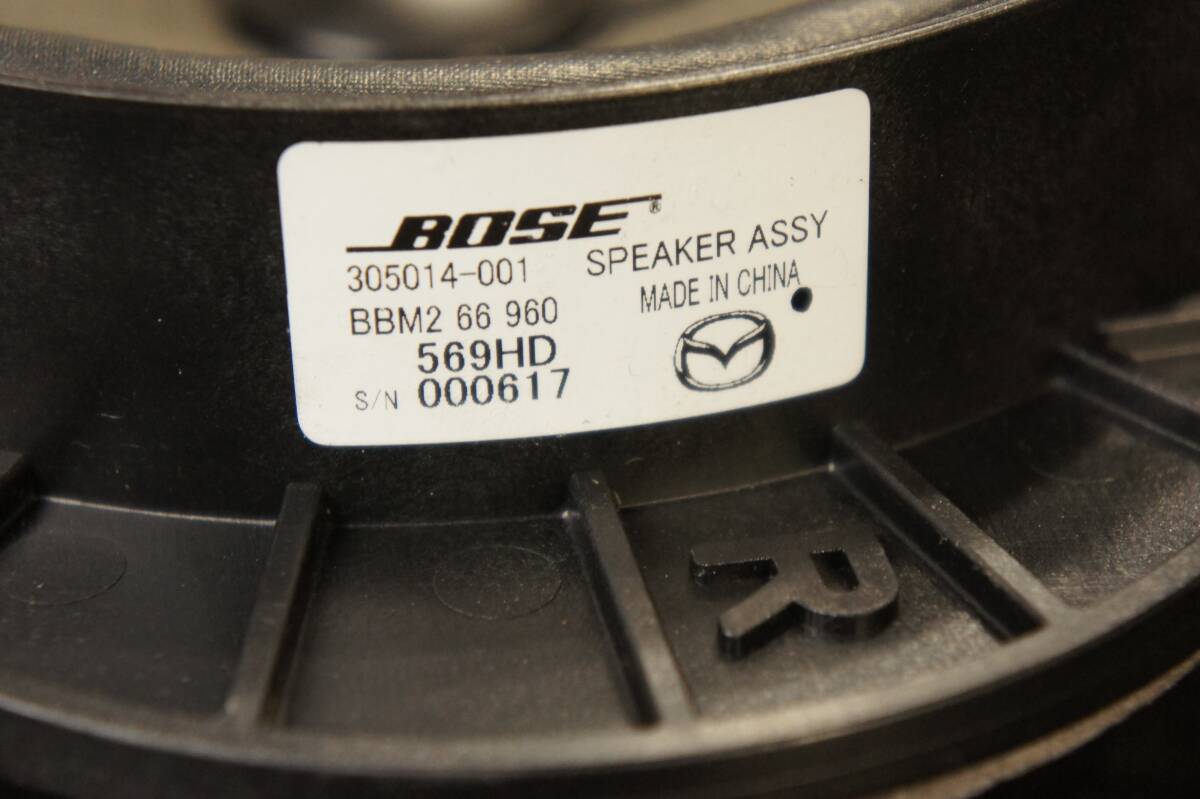 BOSE®
SPEAKER ASSY
305014-001
MADE IN CHINA
BBM2 66 960
569HD
S/N 000617
R